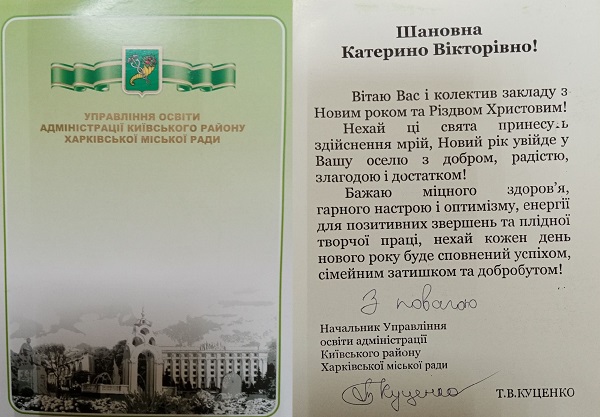 УПРАВЛІННЯ ОСВІТИ
АДМІНІСТРАЦІЇ КИЇВСЬКОГО РАЙОНУ
ХАРКІВСЬКОЇ МІСЬКОЇ РАДИ
Шановна
Катерино Вікторівно!
Вітаю Вас і колектив закладу з
Новим роком та Різдвом Христовим!
Нехай ці свята принесуть
здійснення мрій, Новий рік увійде у
Вашу оселю з добром, радістю,
злагодою і достатком!
Бажаю міцного здоров'я,
гарного настрою і оптимізму, енергії
для позитивних звершень та плідної
творчої праці, нехай кожен день
нового року буде сповнений успіхом,
сімейним затишком та добробутом!
З повагою
Начальник Управління
освіти адміністрації
Київського району
Харківської міської ради
Т.В.КУЦЕНКО
Куценко